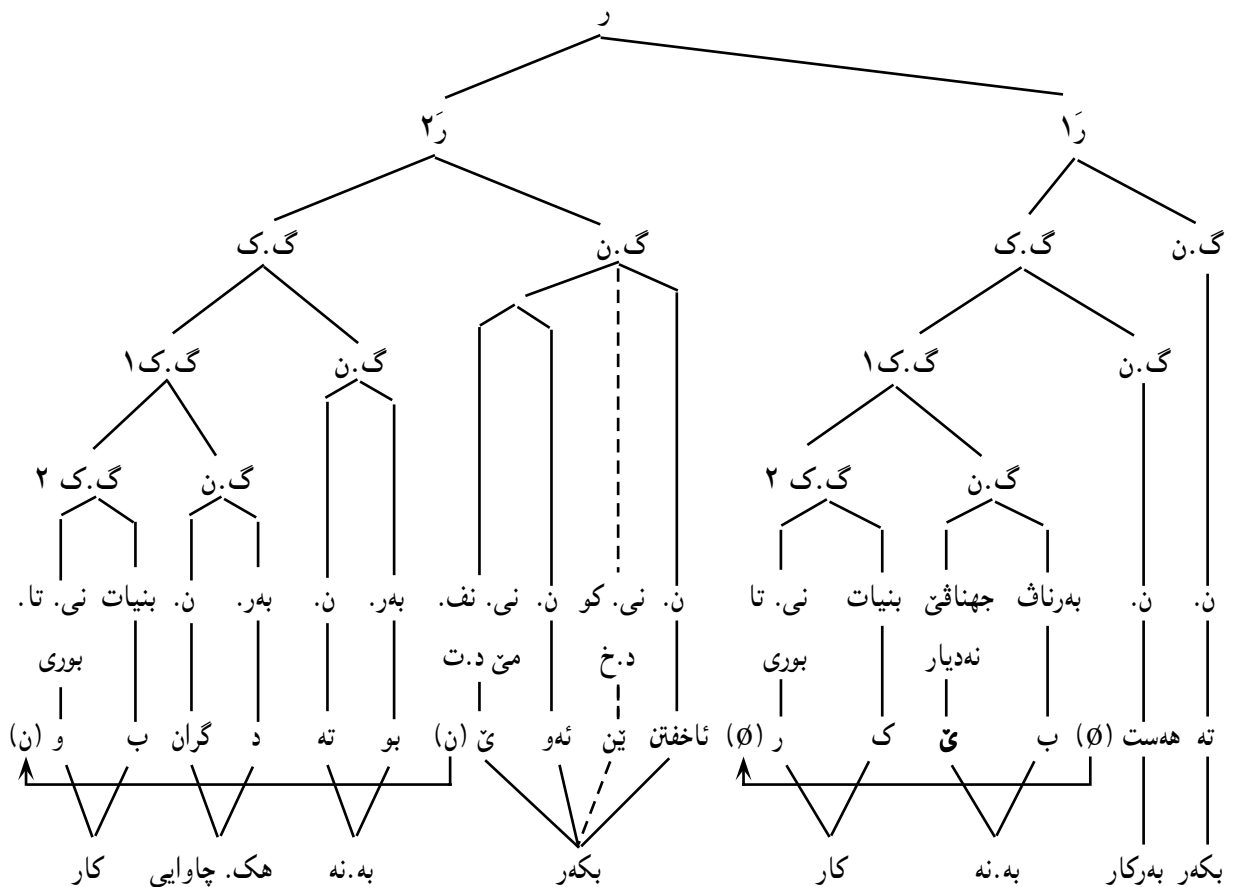 ر
رَ١ رَ٢
گ.ن گ.ک گ.ن گ.ک
گ.ن گ.ک١ گ.ن گ.ک١
گ.ن گ.ک ٢ گ.ن گ.ک ٢
ن. ن. بەرناڤ جهناڤێ بنیات نی. تا ن. نی. کو ن. نی. نف. بەر. ن. بەر. ن. بنیات نی. تا.
نەدیار بوری د.خ مێ د.ت بوری
تە هەست (Ø) ب ێ ک ر (Ø) ئاخفتن ێن ئەو ێ (ن) بو تە د گران ب و (ن)
بکەر بەرکار بە.نە کار بکەر بە.نە هک. چاوایی کار